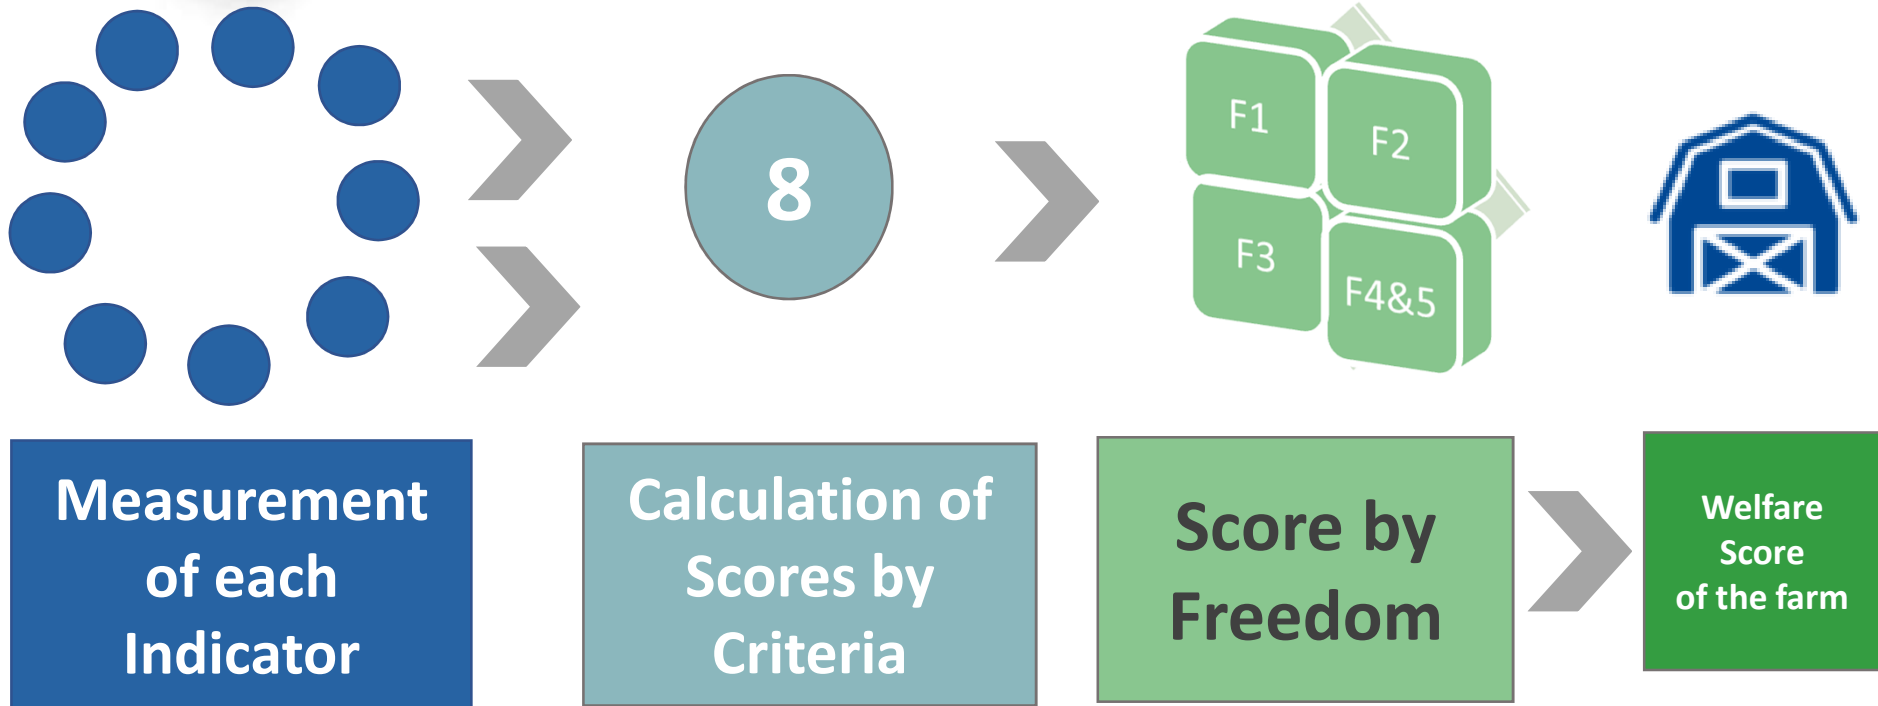 8
F1
F2
F3
F4&5
Measurement
of each
Indicator
Calculation of
Scores by
Criteria
Score by
Freedom
Welfare
Score
of the farm